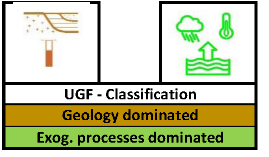 UGF - Classification
Geology dominated
Exog. processes dominated